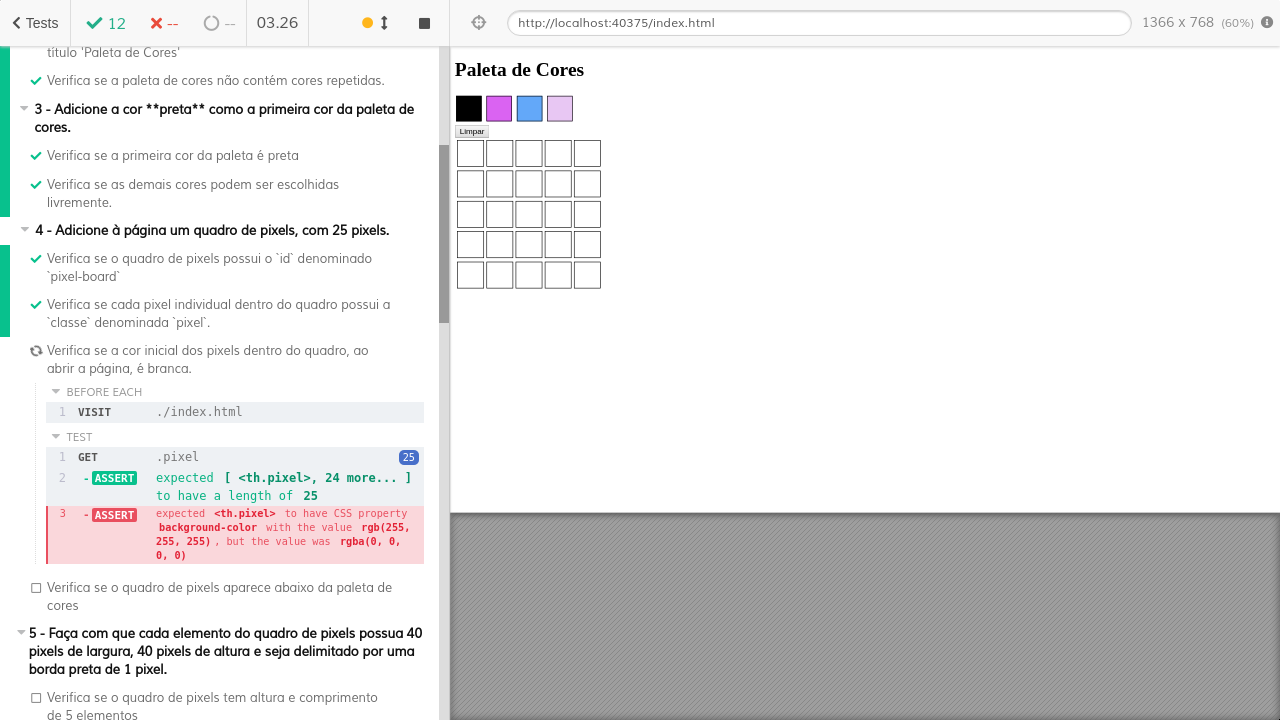 Tests
12
--
--
03.26
http://localhost:40375/index.html
1366 x 768 (60%)
título 'Paleta de Cores'
Verifica se a paleta de cores não contém cores repetidas.
3 - Adicione a cor **preta** como a primeira cor da paleta de
cores.
Verifica se a primeira cor da paleta é preta
Verifica se as demais cores podem ser escolhidas
livremente.
4 - Adicione à página um quadro de pixels, com 25 pixels.
Verifica se o quadro de pixels possui o `id` denominado
`pixel-board`
Verifica se cada pixel individual dentro do quadro possui a
`classe` denominada `pixel`.
Verifica se a cor inicial dos pixels dentro do quadro, ao
abrir a página, é branca.
BEFORE EACH
1 VISIT ./index.html
TEST
1 GET .pixel 25
2 -ASSERT expected [ <th.pixel>, 24 more... ]
to have a length of 25
3 -ASSERT expected <th.pixel> to have CSS property
background-color with the value rgb(255,
255, 255), but the value was rgba(0, 0,
0, 0)
Verifica se o quadro de pixels aparece abaixo da paleta de
cores
5 - Faça com que cada elemento do quadro de pixels possua 40
pixels de largura, 40 pixels de altura e seja delimitado por uma
borda preta de 1 pixel.
Verifica se o quadro de pixels tem altura e comprimento
de 5 elementos
Paleta de Cores
Limpar